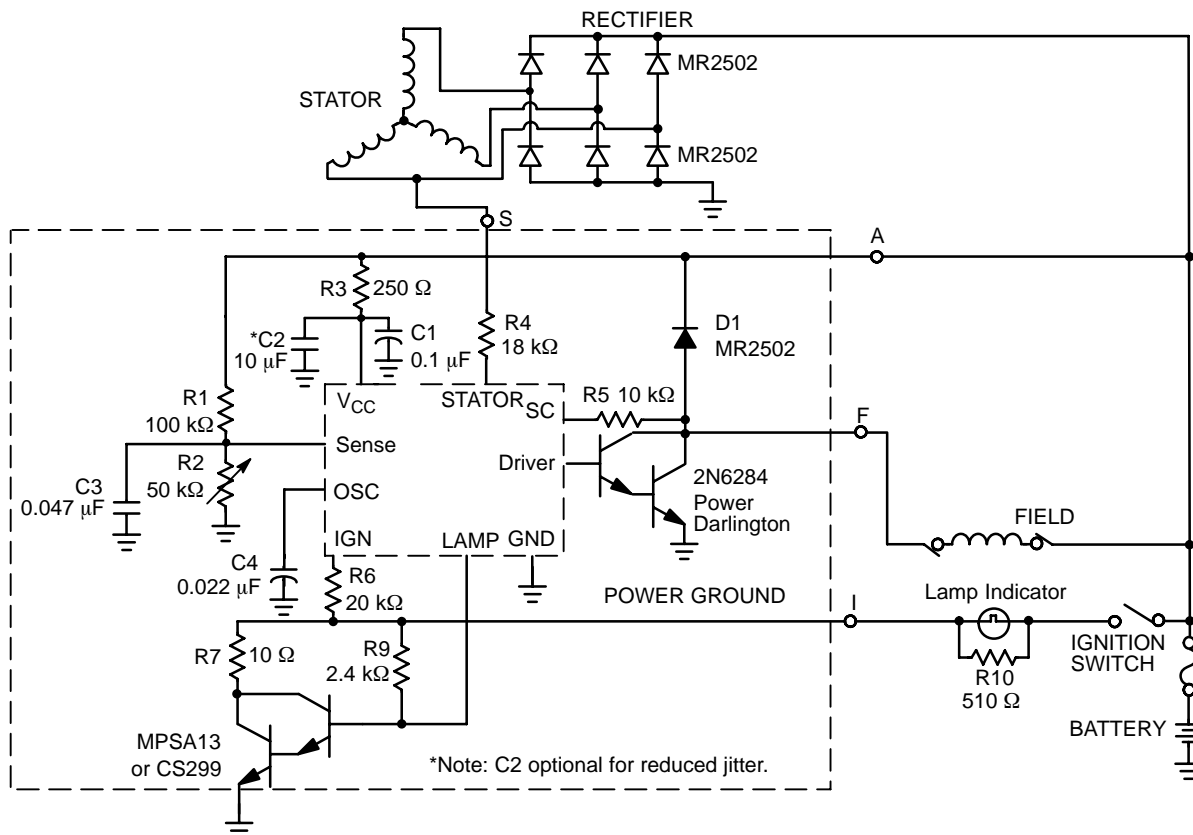 RECTIFIER
MR2502
STATOR
MR2502
S
A
R3
250 Ω
*C2
10 μF
C1
0.1 μF
R4
18 kΩ
D1
MR2502
R1
100 kΩ
VCC
STATOR
SC
R5 10 kΩ
F
Sense
R2
50 kΩ
Driver
C3
0.047 μF
OSC
2N6284
Power
Darlington
IGN
LAMP
GND
FIELD
C4
0.022 μF
R6
20 kΩ
POWER GROUND
I
Lamp Indicator
R7
10 Ω
R9
2.4 kΩ
R10
510 Ω
IGNITION
SWITCH
BATTERY
MPSA13
or CS299
*Note: C2 optional for reduced jitter.